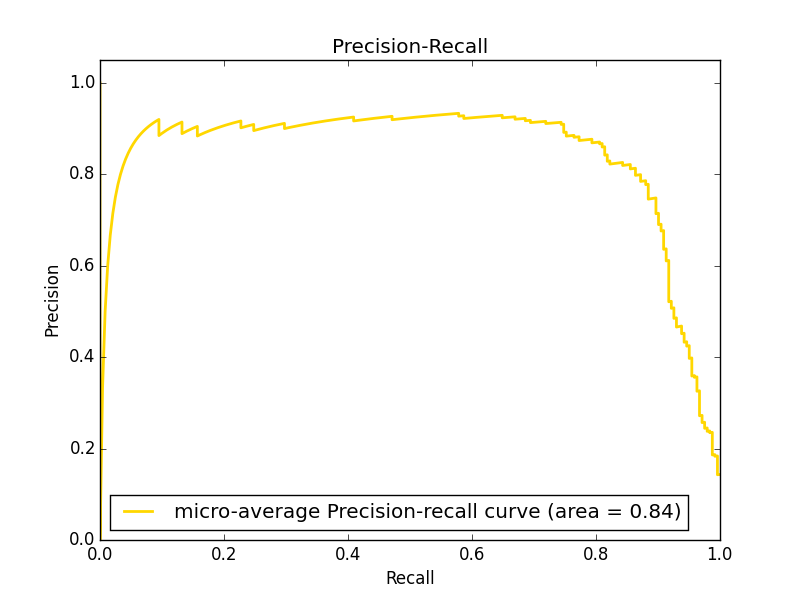 Precision-Recall
1.0
0.8
0.6
0.4
0.2
0.0
Precision
micro-average Precision-recall curve (area = 0.84)
0.0 0.2 0.4 0.6 0.8 1.0
Recall